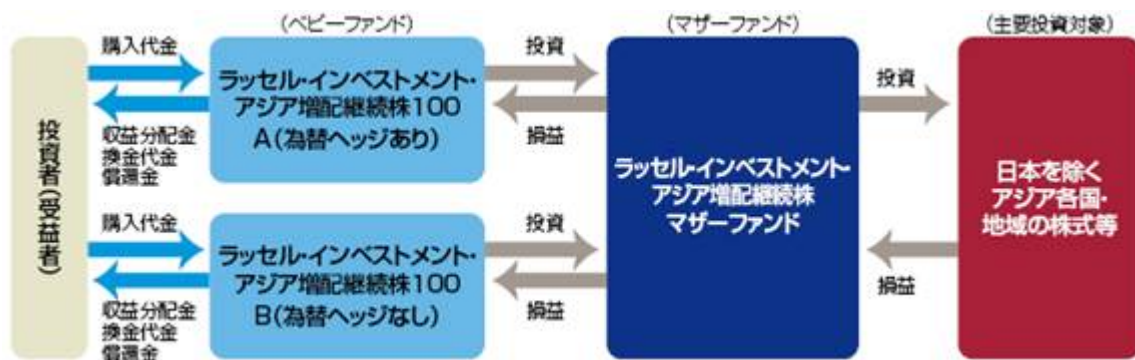 (ベビーファンド)
(マザーファンド)
(主要投資対象)
投資者(受益者)
購入代金
収益分配金
換金代金
償還金
ラッセル・インベストメント・
アジア増配継続株100
A(為替ヘッジあり)
投資
損益
購入代金
収益分配金
換金代金
償還金
ラッセル・インベストメント・
アジア増配継続株100
B(為替ヘッジなし)
投資
損益
ラッセル・インベストメント・
アジア増配継続株
マザーファンド
投資
損益
日本を除く
アジア各国・
地域の株式等